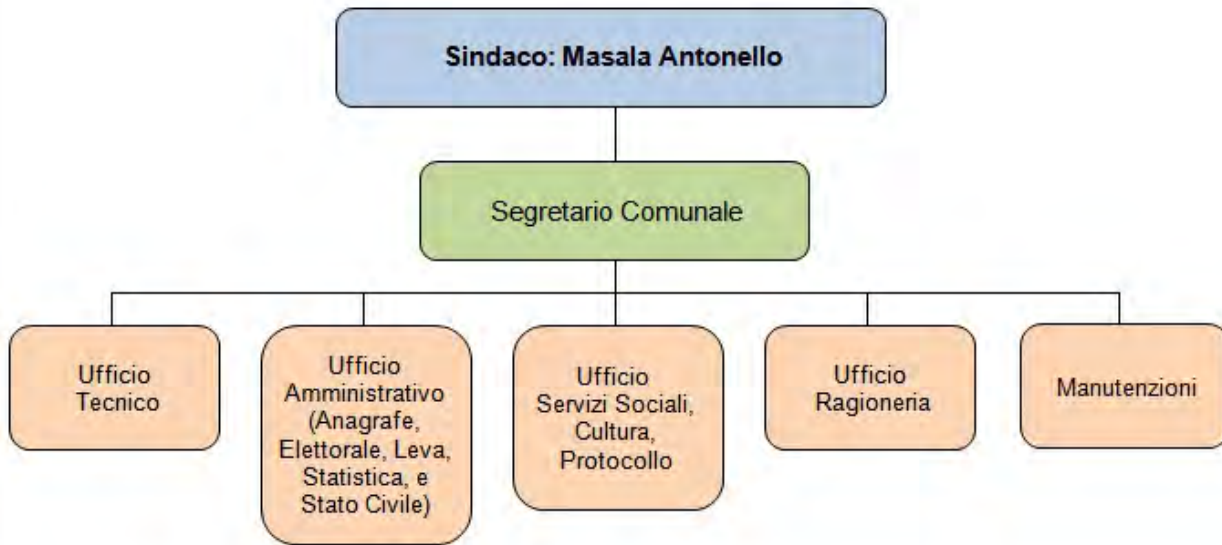 Sindaco: Masala Antonello
Segretario Comunale
Ufficio
Tecnico
Ufficio
Amministrativo
(Anagrafe,
Elettorale, Leva,
Statistica, e
Stato Civile)
Ufficio
Servizi Sociali,
Cultura,
Protocollo
Ufficio
Ragioneria
Manutenzioni